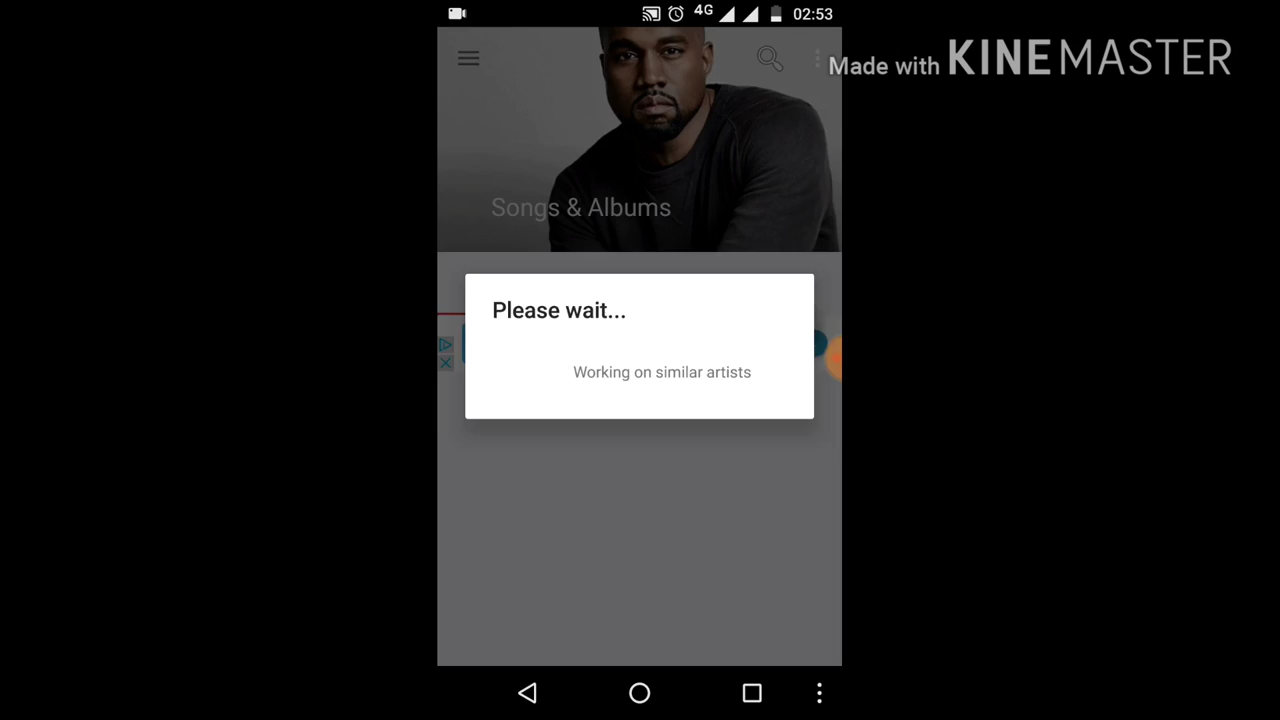 4G 02:53
Made with KINEMASTER
Songs & Albums
Please wait...
Working on similar artists